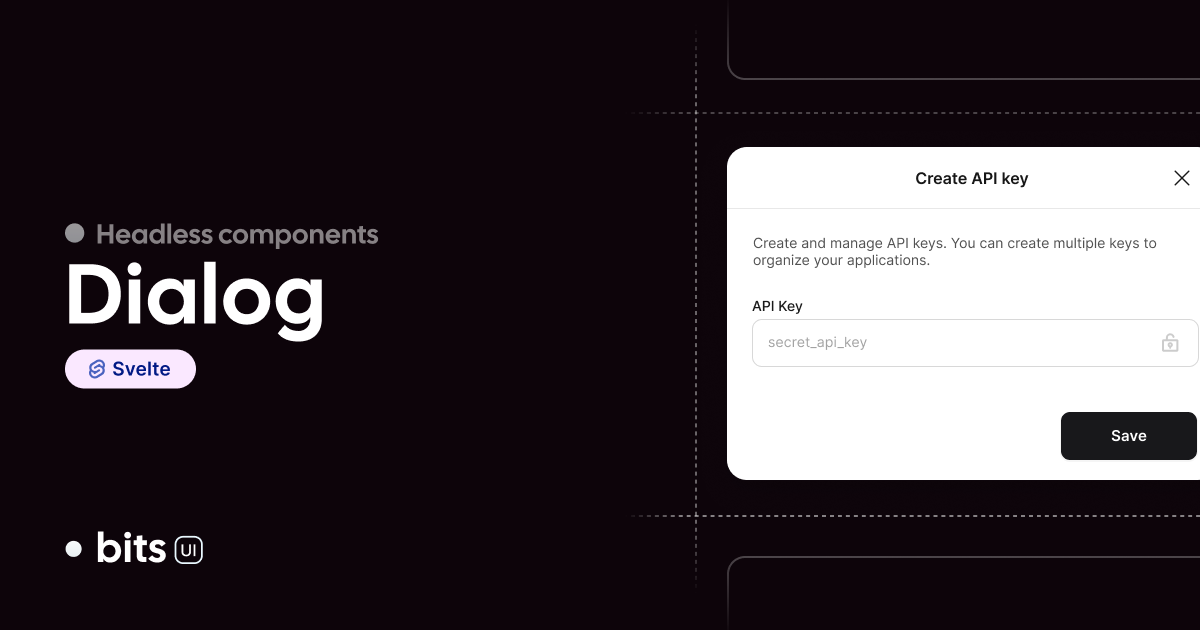 Headless components
Dialog
Svelte
bits UI
Create API key
Create and manage API keys. You can create multiple keys to
organize your applications.
API Key
secret_api_key
Save